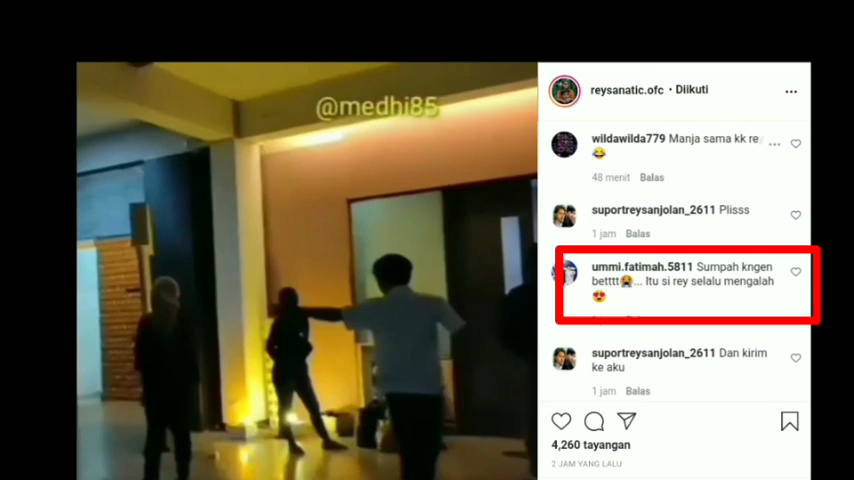 @medhi85
reysanatic.ofc • Diikuti
wildawilda779 Manja sama kk rey
😂
48 menit Balas
suportreysanjolan_2611 Plisss
1 jam Balas
ummi.fatimah.5811 Sumpah kngen
betttt😭... Itu si rey selalu mengalah
😍
suportreysanjolan_2611 Dan kirim
ke aku
1 jam Balas
4,260 tayangan
2 JAM YANG LALU